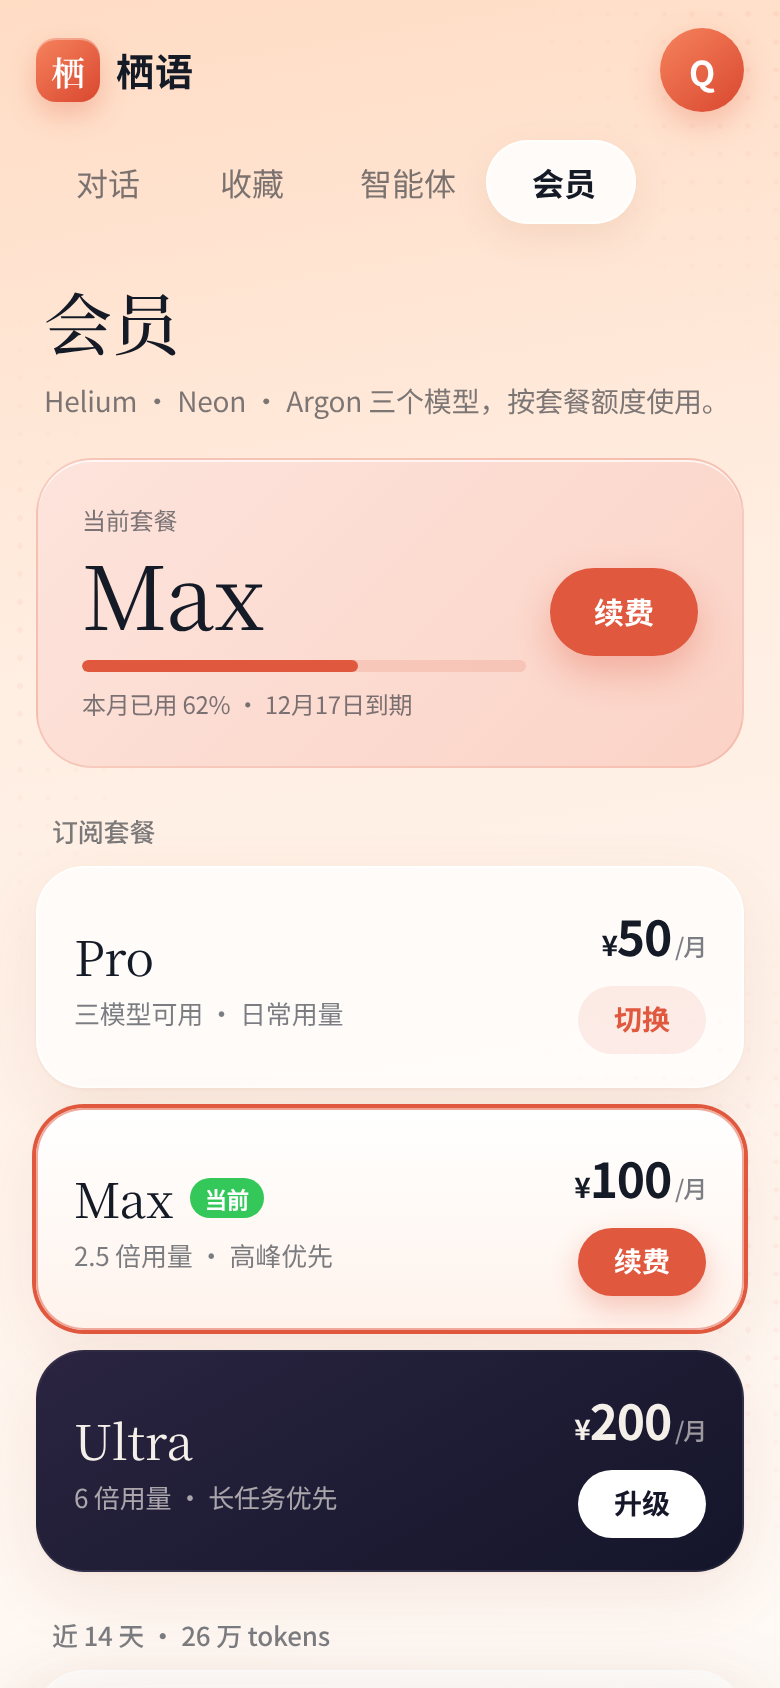 栖 栖语 Q
对话 收藏 智能体 会员
会员
Helium · Neon · Argon 三个模型，按套餐额度使用。
当前套餐
Max
续费
本月已用 62% · 12月17日到期
订阅套餐
Pro
三模型可用 · 日常用量
¥50 /月
切换
Max 当前
2.5 倍用量 · 高峰优先
¥100 /月
续费
Ultra
6 倍用量 · 长任务优先
¥200 /月
升级
近 14 天 · 26 万 tokens